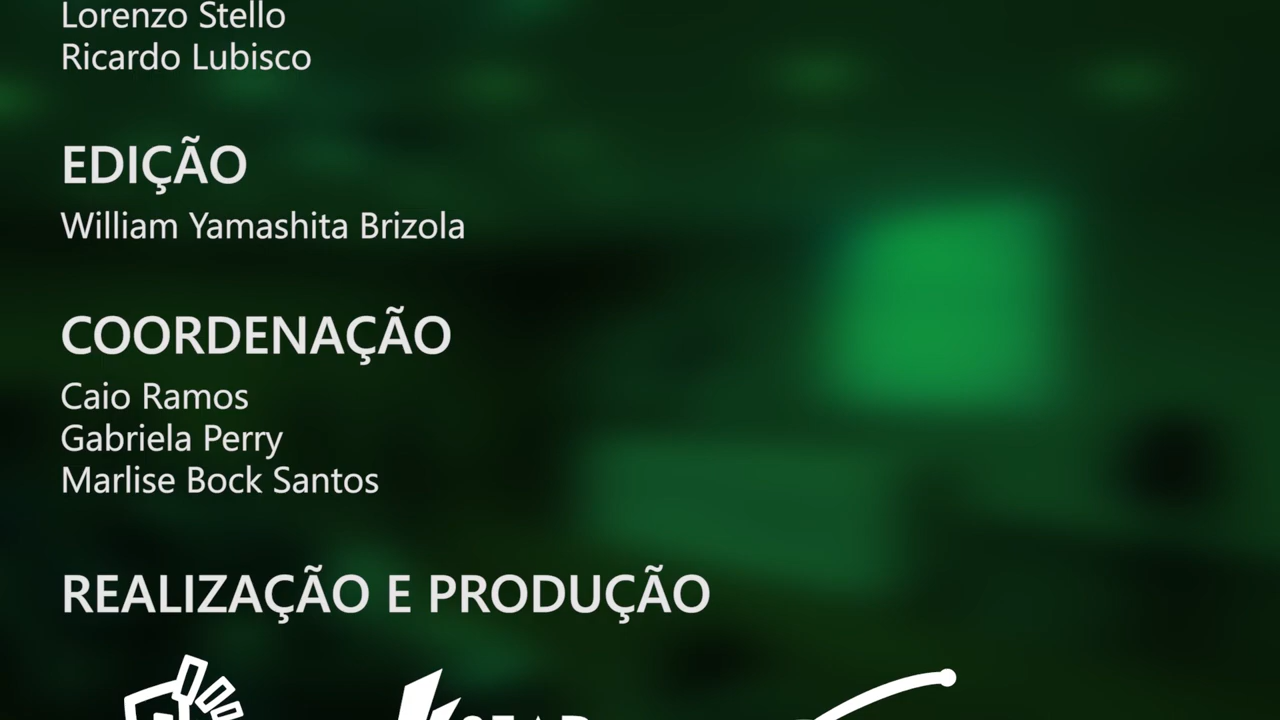 Lorenzo Stello
Ricardo Lubisco
EDIÇÃO
William Yamashita Brizola
COORDENAÇÃO
Caio Ramos
Gabriela Perry
Marlise Bock Santos
REALIZAÇÃO E PRODUÇÃO